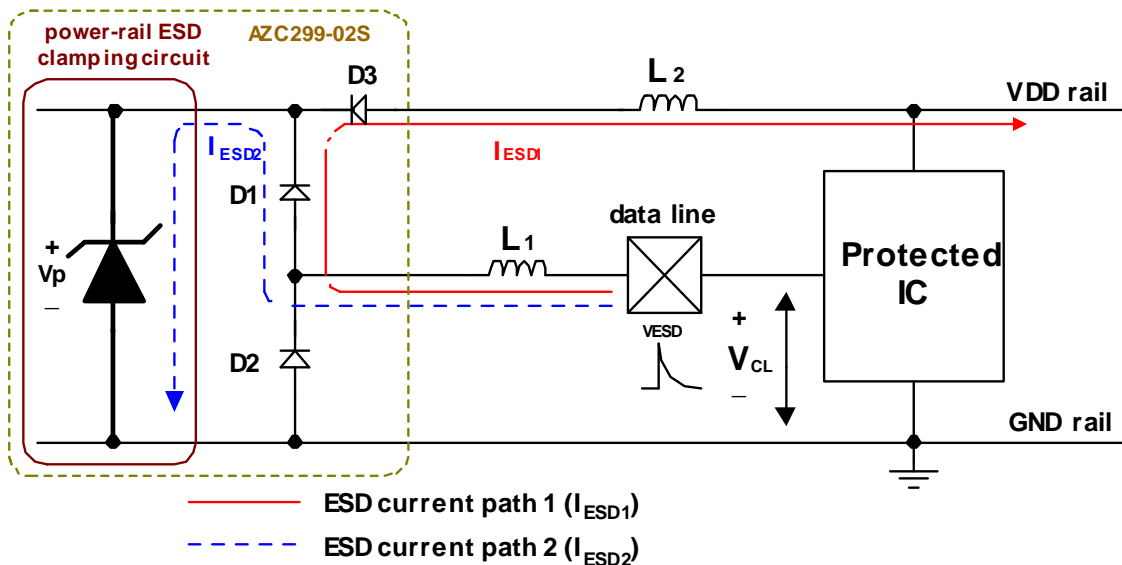 power-rail ESD
clamping circuit
AZC299-02S
D3
L2
VDD rail
IESD2
IESD1
D1
data line
L1
+
Vp
_
Protected
IC
D2
VESD
+
VCL
_
GND rail
ESD current path 1 (IESD1)
ESD current path 2 (IESD2)